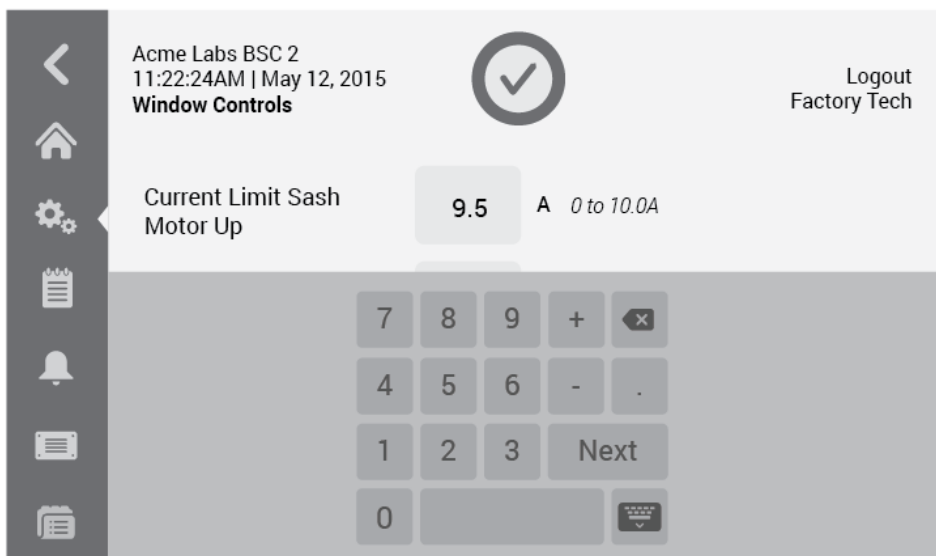 Acme Labs BSC 2
11:22:24AM | May 12, 2015
Window Controls
Logout
Factory Tech
Current Limit Sash
Motor Up
9.5 A 0 to 10.0A
7 8 9 +
4 5 6 - .
1 2 3 Next
0